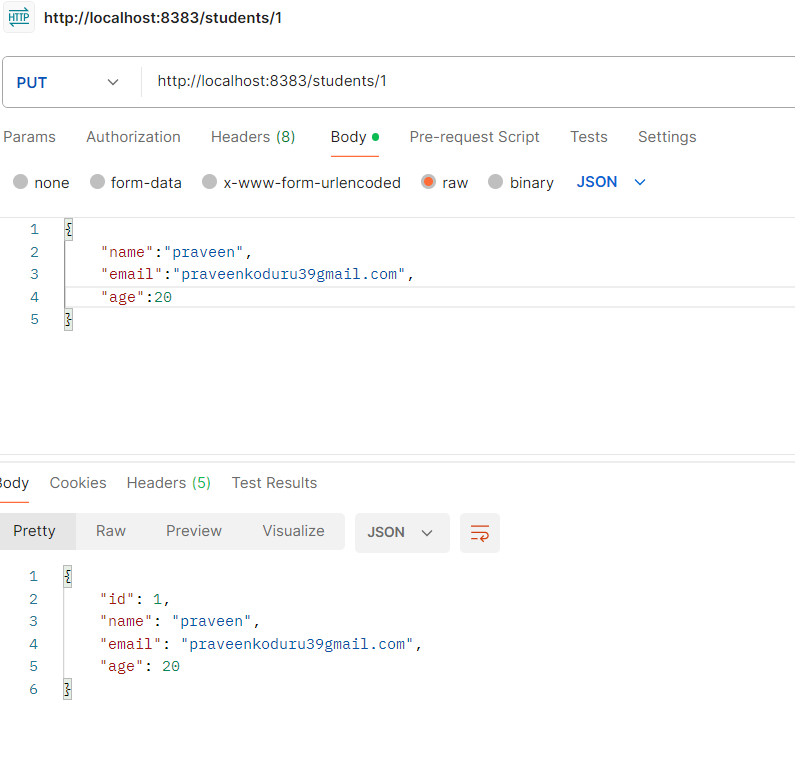 HTTP http://localhost:8383/students/1
PUT http://localhost:8383/students/1
Params Authorization Headers (8) Body Pre-request Script Tests Settings
none form-data x-www-form-urlencoded raw binary JSON
1 {
2 "name":"praveen",
3 "email":"praveenkoduru39gmail.com",
4 "age":20
5 }
Body Cookies Headers (5) Test Results
Pretty Raw Preview Visualize JSON
1 {
2 "id": 1,
3 "name": "praveen",
4 "email": "praveenkoduru39gmail.com",
5 "age": 20
6 }